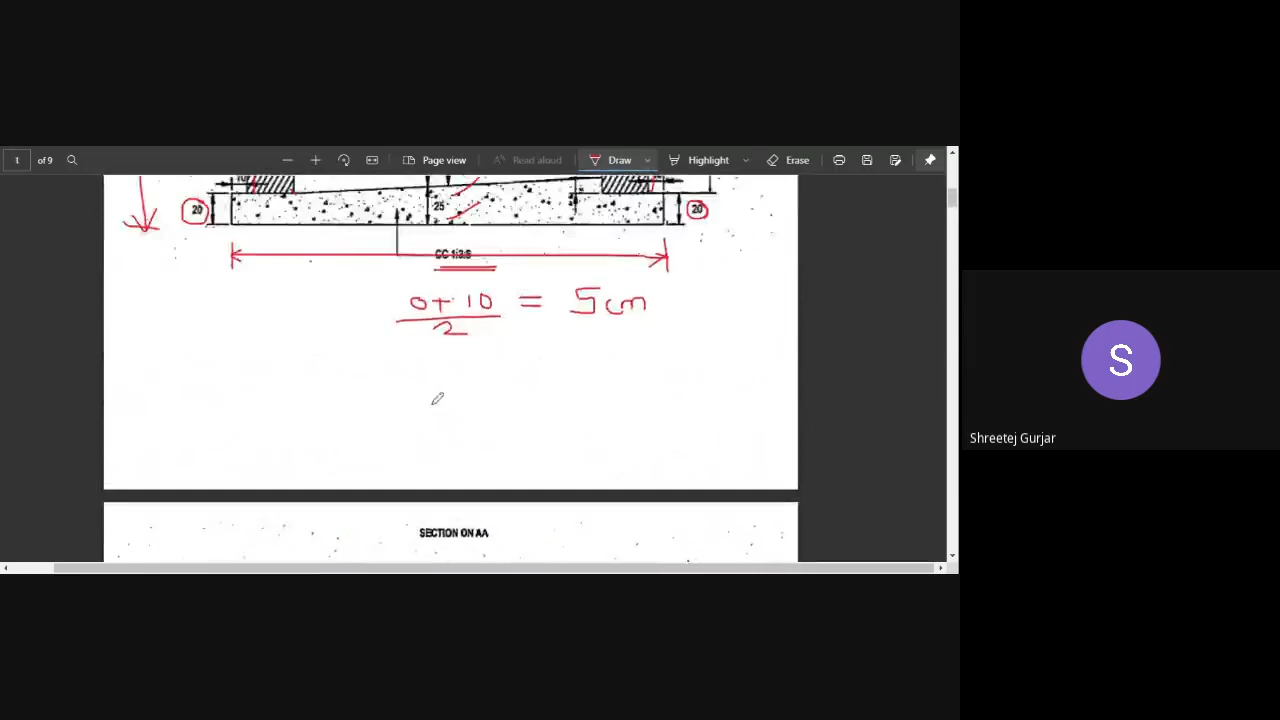 1 of 9 Page view Read aloud Draw Highlight Erase
20 25 20
CC 1:3:6
0+10 = 5cm
2
S
Shreetej Gurjar
SECTION ON AA